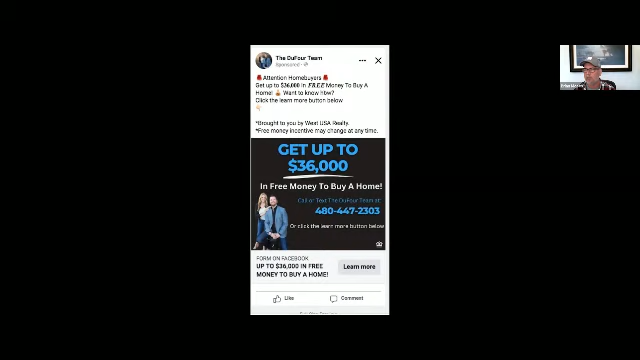 The DuFour Team
Sponsored
Attention Homebuyers
Get up to $36,000 in FREE Money To Buy A
Home! Want to know how?
Click the learn more button below
*Brought to you by West USA Realty.
*Free money incentive may change at any time.
GET UP TO
$36,000
In Free Money To Buy A Home!
Call or Text The DuFour Team at:
480-447-2303
Or click the learn more button below
FORM ON FACEBOOK
UP TO $36,000 IN FREE
MONEY TO BUY A HOME!
Learn more
Like
Comment
Brian